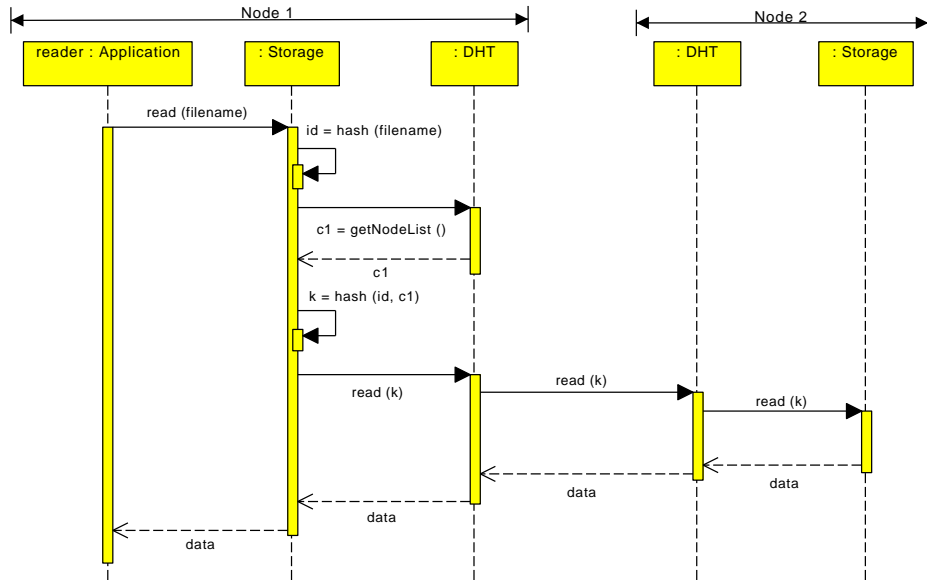 Node 1
Node 2
reader : Application
: Storage
: DHT
: DHT
: Storage
read (filename)
id = hash (filename)
c1 = getNodeList ()
c1
k = hash (id, c1)
read (k)
read (k)
read (k)
data
data
data
data